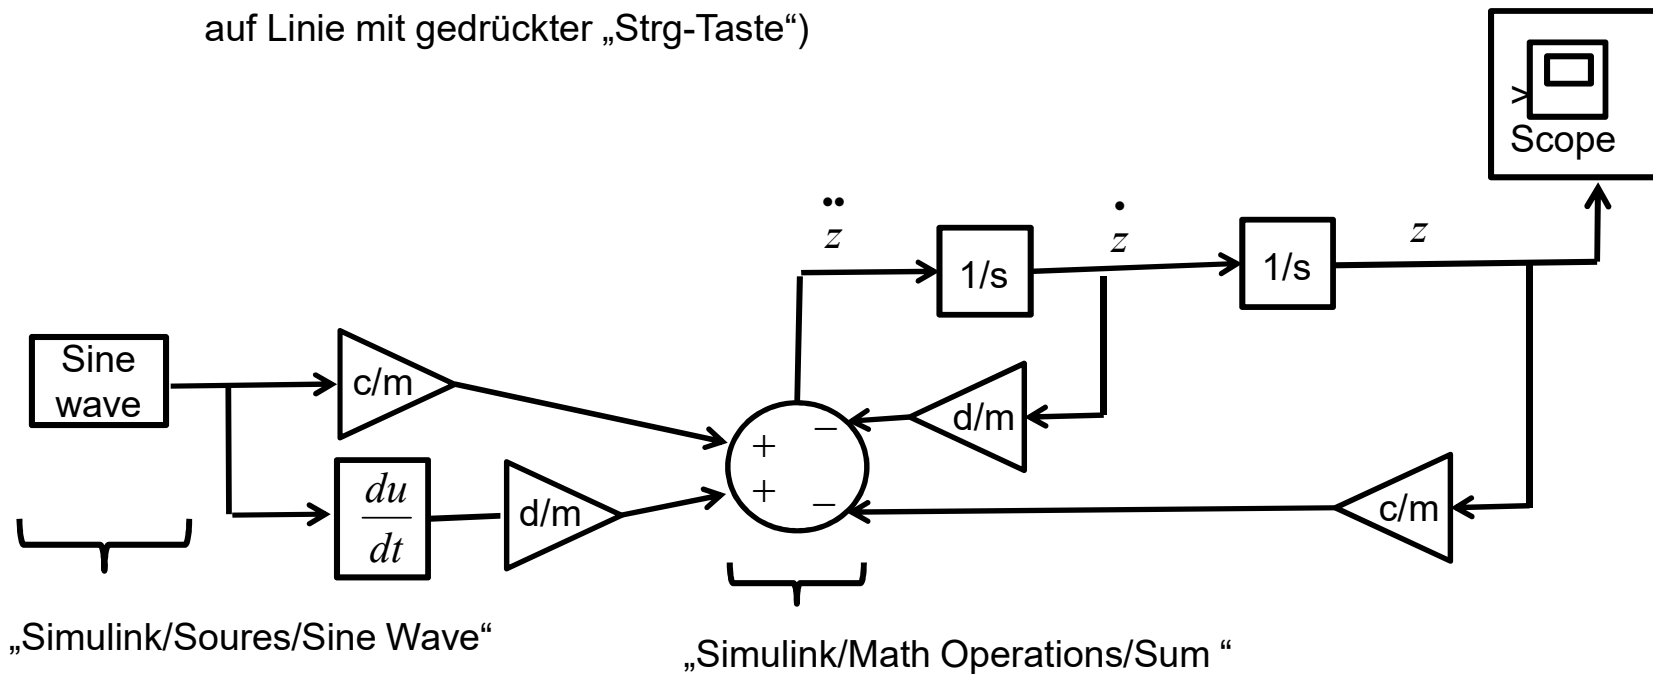 auf Linie mit gedrückter „Strg-Taste“)
>
Scope
z̈
ż
z
1/s
1/s
Sine
wave
c/m
d/m
+
−
+
−
du
dt
d/m
c/m
„Simulink/Soures/Sine Wave“
„Simulink/Math Operations/Sum “